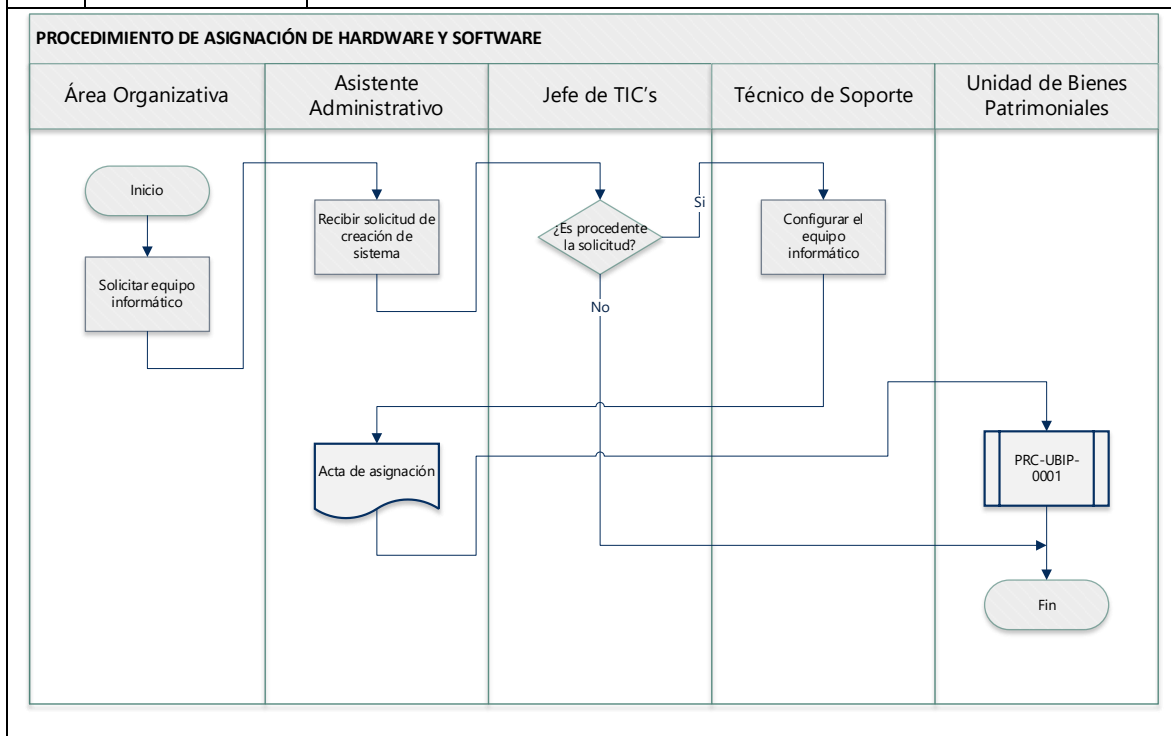 PROCEDIMIENTO DE ASIGNACIÓN DE HARDWARE Y SOFTWARE
Área Organizativa
Asistente
Administrativo
Jefe de TIC's
Técnico de Soporte
Unidad de Bienes
Patrimoniales
Inicio
Solicitar equipo
informático
Recibir solicitud de
creación de
sistema
¿Es procedente
la solicitud?
Si
No
Configurar el
equipo
informático
Acta de asignación
PRC-UBIP-
0001
Fin